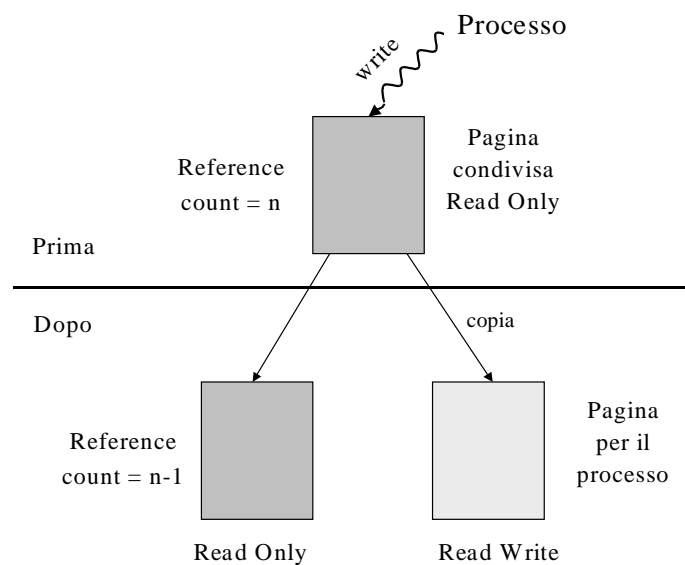 Processo
write
Reference
count = n
Pagina
condivisa
Read Only
Prima
Dopo
copia
Reference
count = n-1
Pagina
per il
processo
Read Only
Read Write